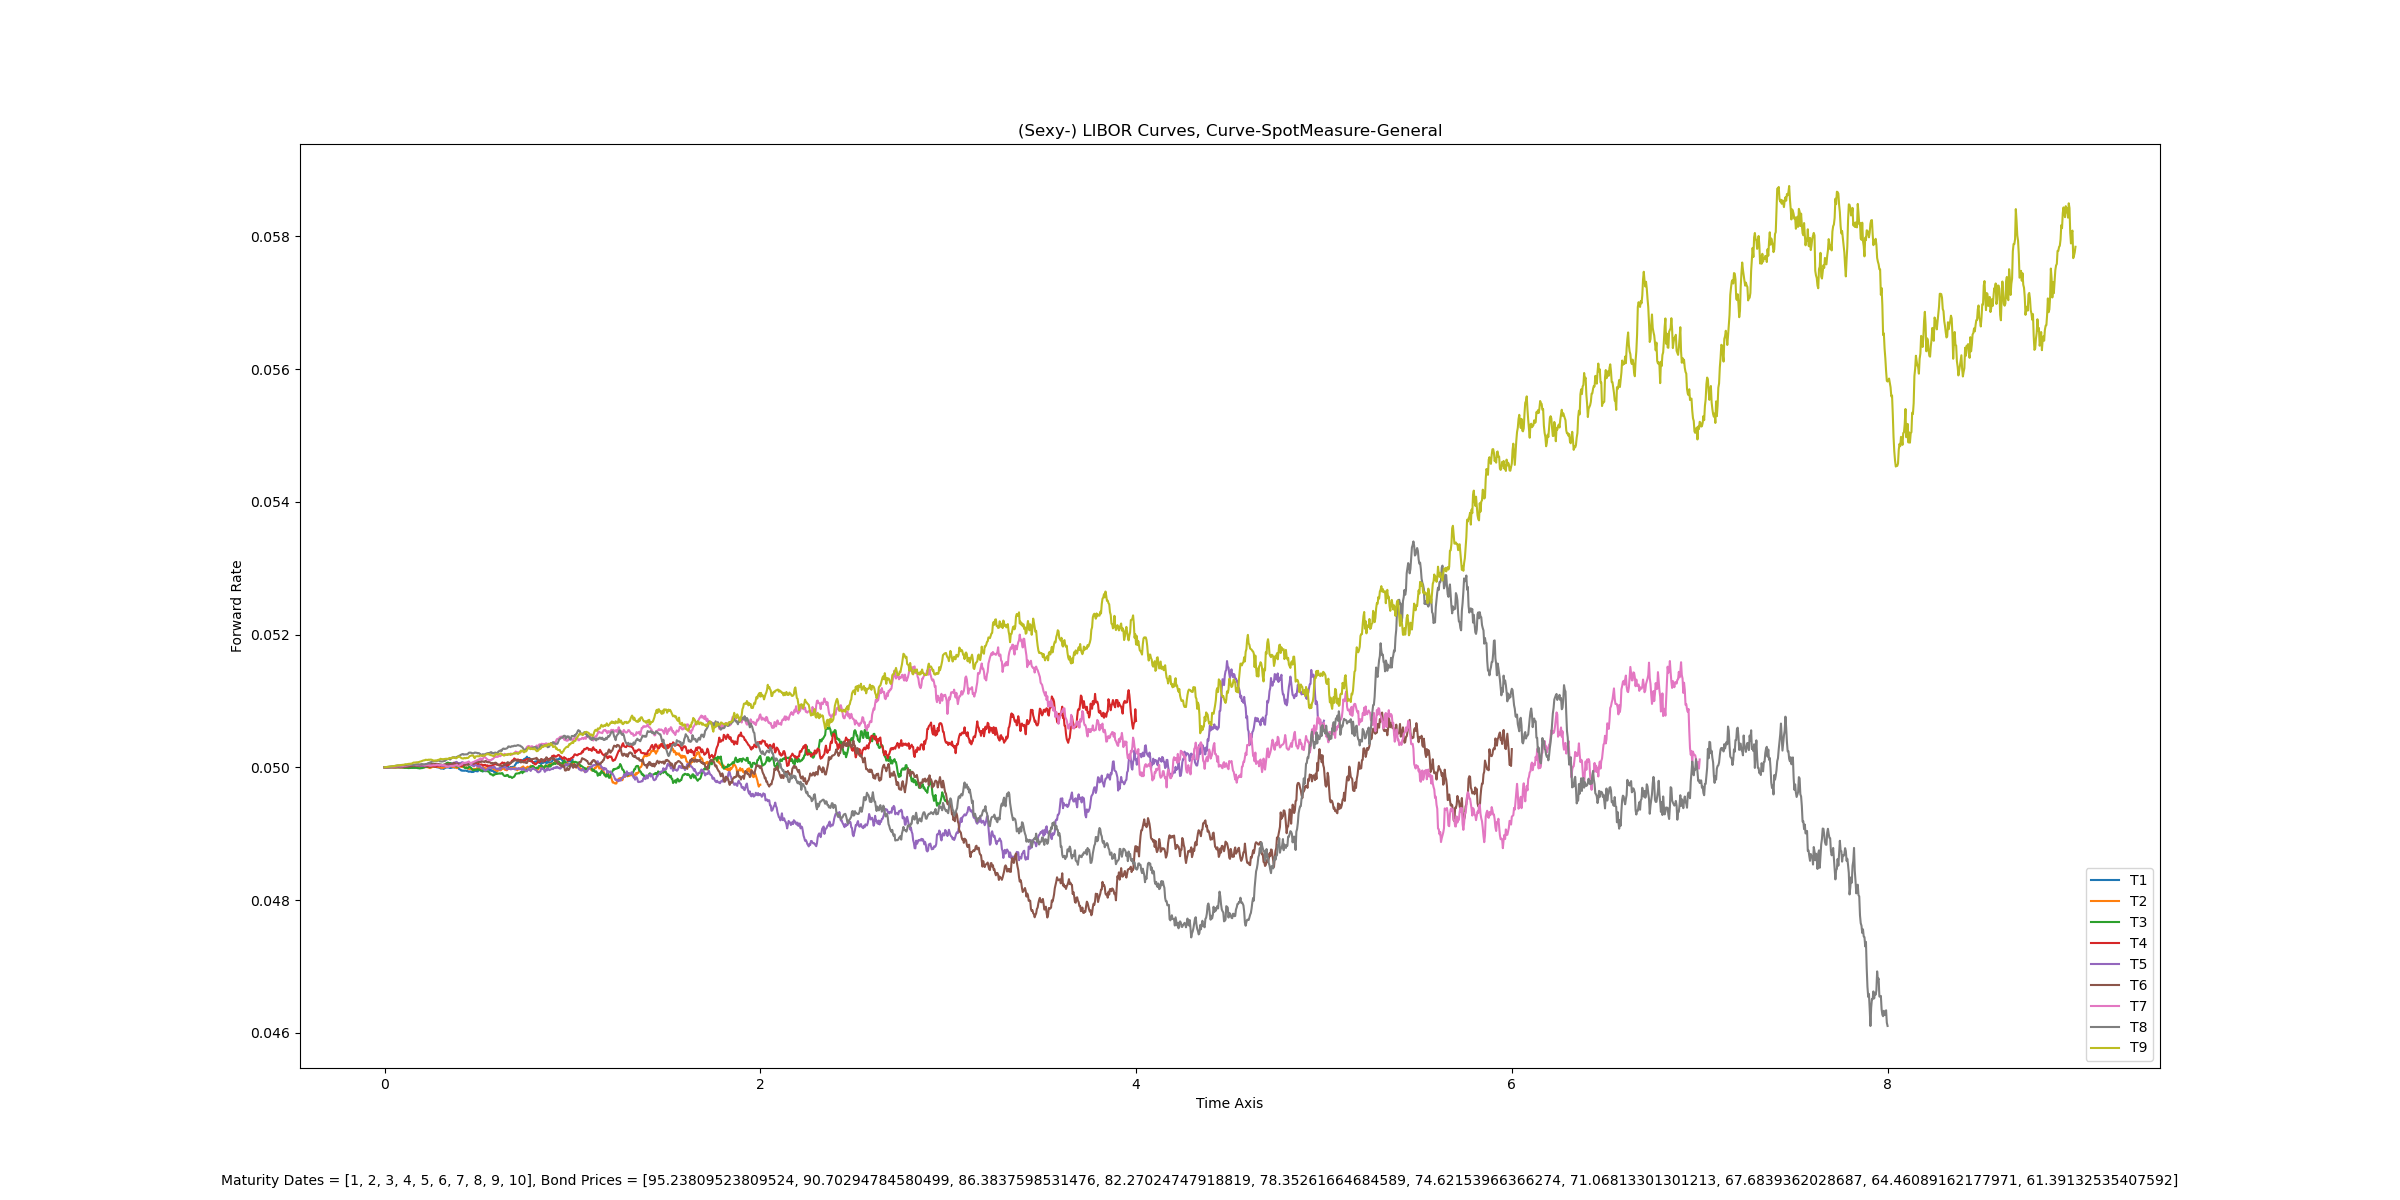 (Sexy-) LIBOR Curves, Curve-SpotMeasure-General
0.058
0.056
0.054
0.052
0.050
0.048
0.046
Forward Rate
0 2 4 6 8
Time Axis
T1
T2
T3
T4
T5
T6
T7
T8
T9
Maturity Dates = [1, 2, 3, 4, 5, 6, 7, 8, 9, 10], Bond Prices = [95.23809523809524, 90.70294784580499, 86.3837598531476, 82.27024747918819, 78.35261664684589, 74.62153966366274, 71.06813301301213, 67.6839362028687, 64.46089162177971, 61.39132535407592]